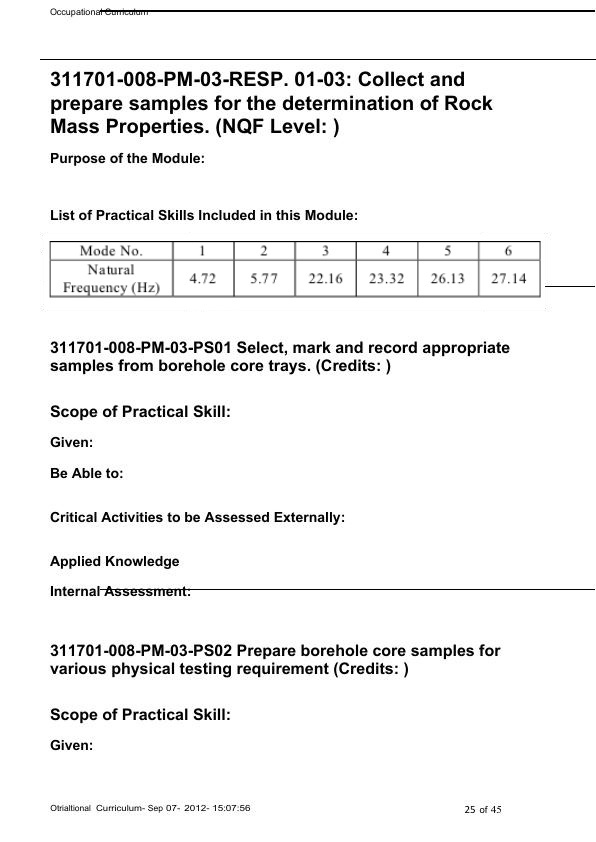 Occupational Curriculum
311701-008-PM-03-RESP. 01-03: Collect and
prepare samples for the determination of Rock
Mass Properties. (NQF Level: )
Purpose of the Module:
List of Practical Skills Included in this Module:
Mode No. 1 2 3 4 5 6
Natural
Frequency (Hz) 4.72 5.77 22.16 23.32 26.13 27.14
311701-008-PM-03-PS01 Select, mark and record appropriate
samples from borehole core trays. (Credits: )
Scope of Practical Skill:
Given:
Be Able to:
Critical Activities to be Assessed Externally:
Applied Knowledge
Internal Assessment:
311701-008-PM-03-PS02 Prepare borehole core samples for
various physical testing requirement (Credits: )
Scope of Practical Skill:
Given:
Otrialtional Curriculum- Sep 07- 2012- 15:07:56 25 of 45